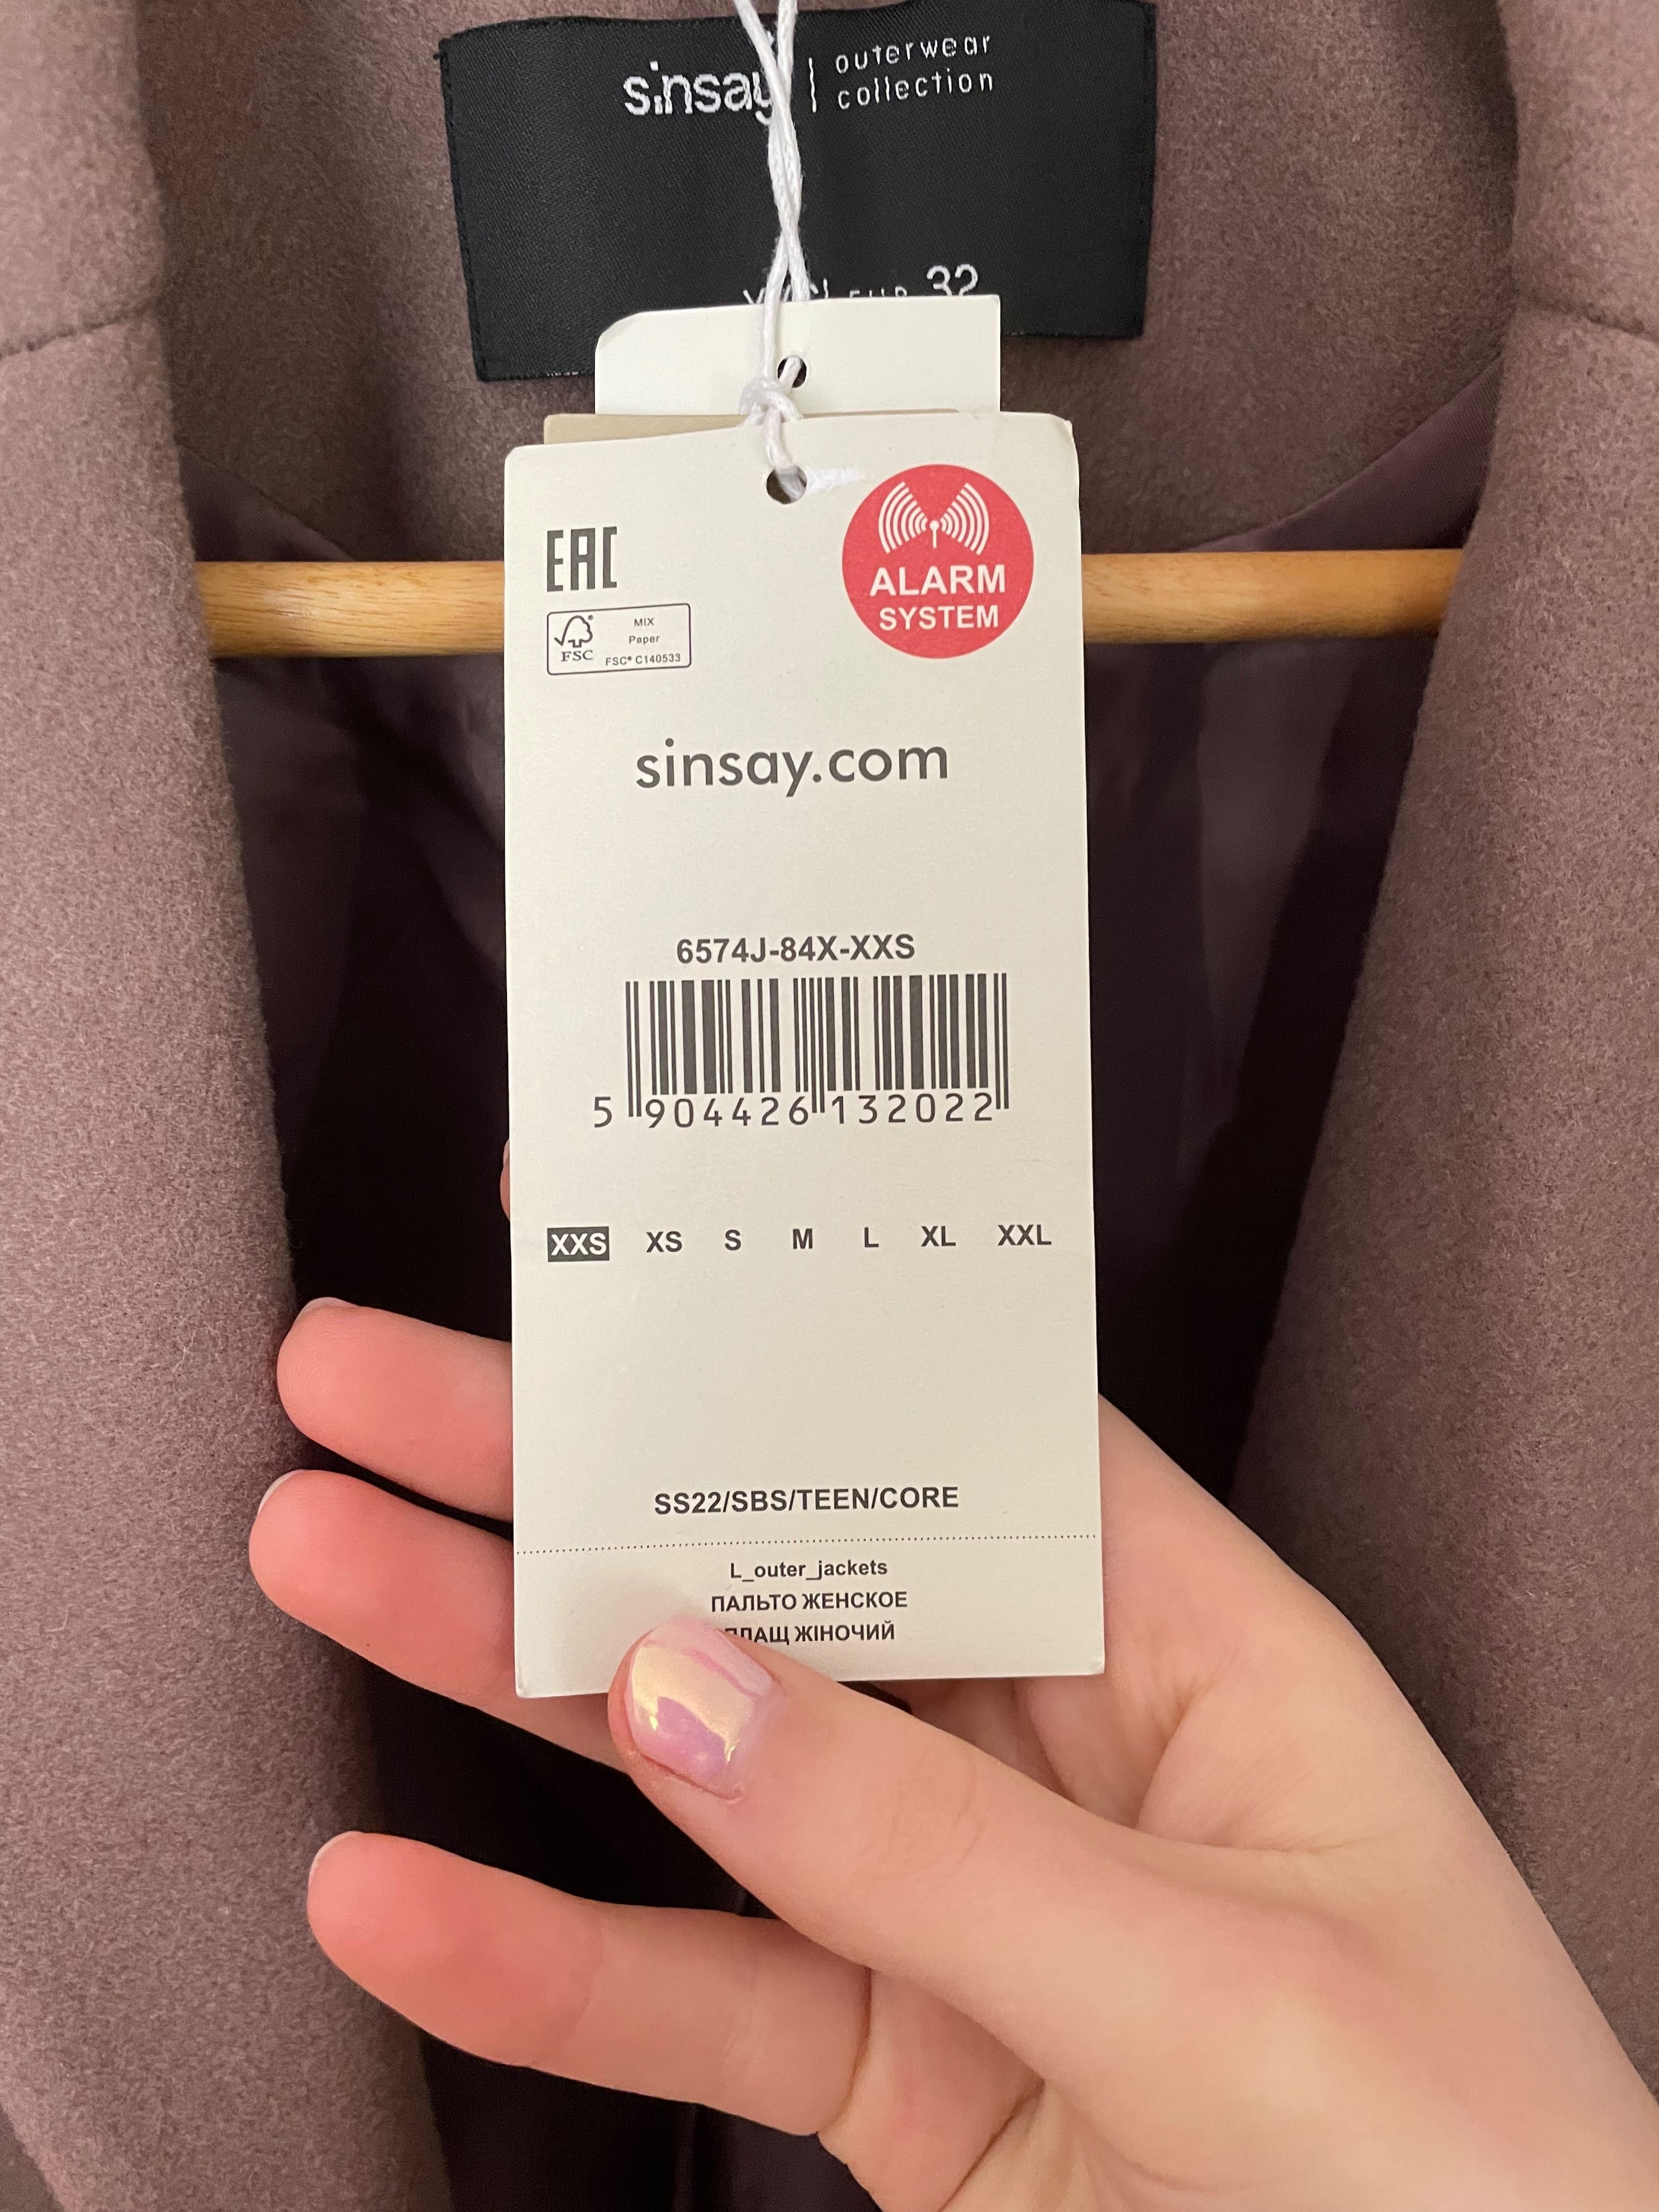 sinsay | outerwear
collection
32
EAC
ALARM
SYSTEM
MIX
Paper
FSC® C140533
FSC
sinsay.com
6574J-84X-XXS
5 904426 132022
XXS XS S M L XL XXL
SS22/SBS/TEEN/CORE
L_outer_jackets
ПАЛЬТО ЖЕНСКОЕ
ПЛАЩ ЖІНОЧИЙ